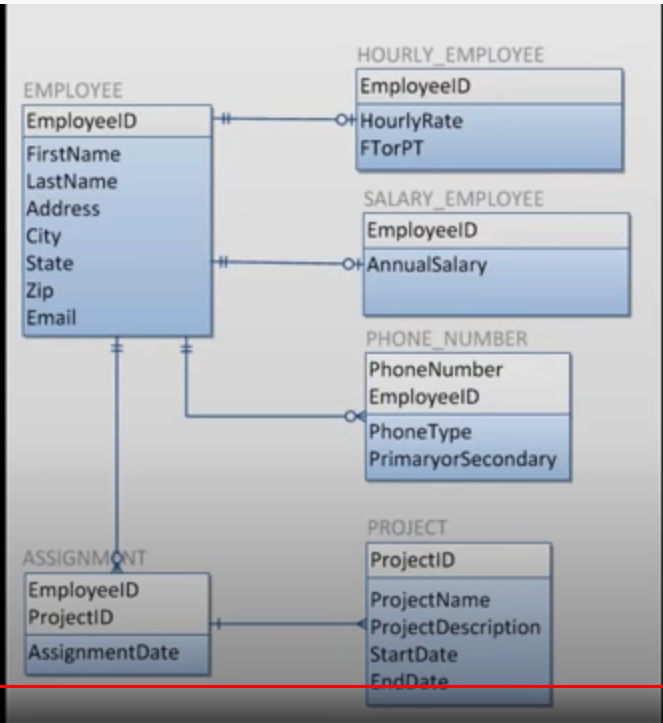 EMPLOYEE
EmployeeID
FirstName
LastName
Address
City
State
Zip
Email
HOURLY_EMPLOYEE
EmployeeID
HourlyRate
FTorPT
SALARY_EMPLOYEE
EmployeeID
AnnualSalary
PHONE_NUMBER
PhoneNumber
EmployeeID
PhoneType
PrimaryorSecondary
ASSIGNMENT
EmployeeID
ProjectID
AssignmentDate
PROJECT
ProjectID
ProjectName
ProjectDescription
StartDate
EndDate